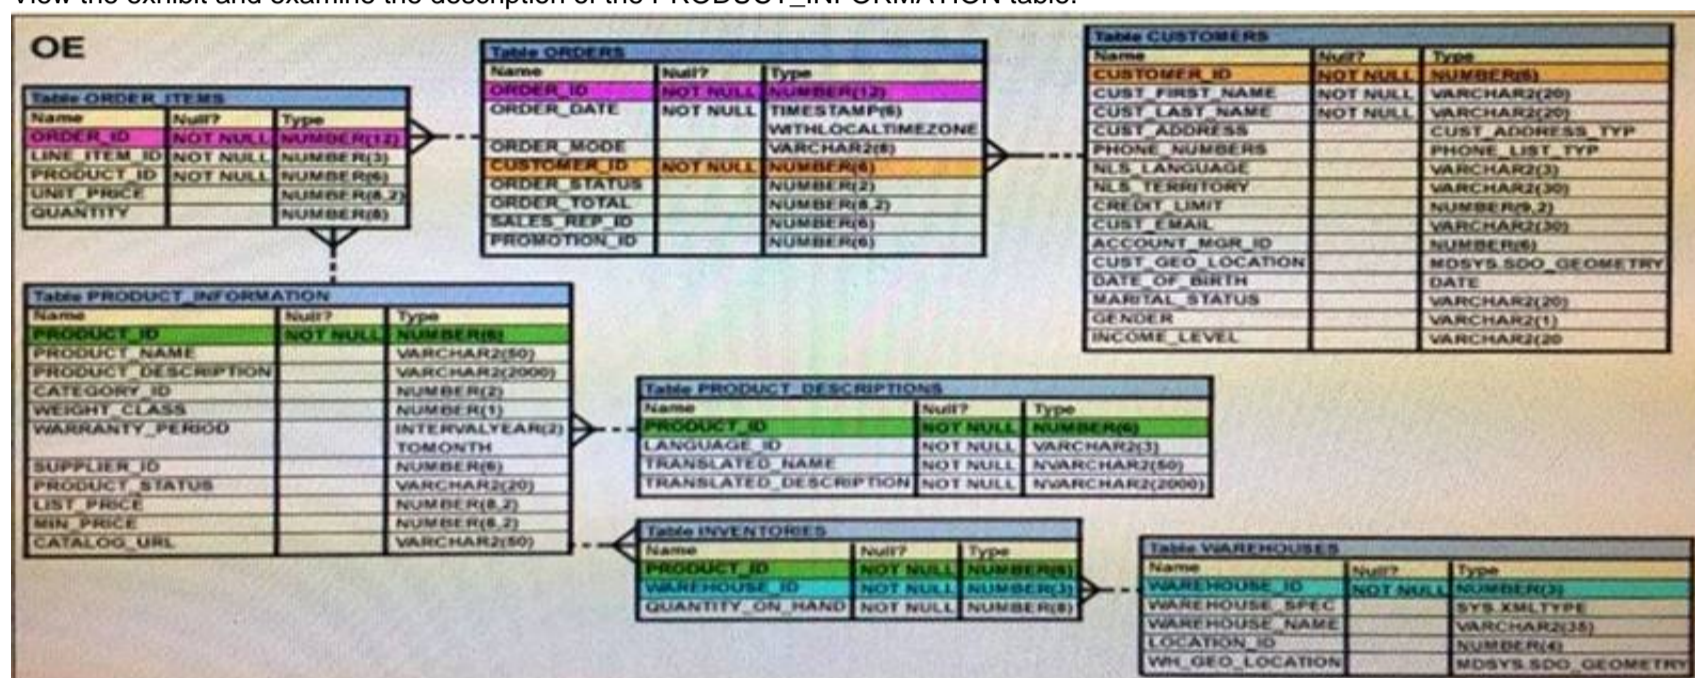 View the exhibit and examine the description of the PRODUCT_INFORMATION table.
OE
Table ORDER_ITEMS
Name Null? Type
ORDER_ID NOT NULL NUMBER(12)
LINE_ITEM_ID NOT NULL NUMBER(3)
PRODUCT_ID NOT NULL NUMBER(6)
UNIT_PRICE NUMBER(8,2)
QUANTITY NUMBER(8)
Table ORDERS
Name Null? Type
ORDER_ID NOT NULL NUMBER(12)
ORDER_DATE NOT NULL TIMESTAMP(6)
WITHLOCALTIMEZONE
ORDER_MODE VARCHAR2(8)
CUSTOMER_ID NOT NULL NUMBER(6)
ORDER_STATUS NUMBER(2)
ORDER_TOTAL NUMBER(8,2)
SALES_REP_ID NUMBER(6)
PROMOTION_ID NUMBER(6)
Table CUSTOMERS
Name Null? Type
CUSTOMER_ID NOT NULL NUMBER(6)
CUST_FIRST_NAME NOT NULL VARCHAR2(20)
CUST_LAST_NAME NOT NULL VARCHAR2(20)
CUST_ADDRESS CUST_ADDRESS_TYP
PHONE_NUMBERS PHONE_LIST_TYP
NLS_LANGUAGE VARCHAR2(3)
NLS_TERRITORY VARCHAR2(30)
CREDIT_LIMIT NUMBER(9,2)
CUST_EMAIL VARCHAR2(30)
ACCOUNT_MGR_ID NUMBER(6)
CUST_GEO_LOCATION MDSYS.SDO_GEOMETRY
DATE_OF_BIRTH DATE
MARITAL_STATUS VARCHAR2(20)
GENDER VARCHAR2(1)
INCOME_LEVEL VARCHAR2(20
Table PRODUCT_INFORMATION
Name Null? Type
PRODUCT_ID NOT NULL NUMBER(6)
PRODUCT_NAME VARCHAR2(50)
PRODUCT_DESCRIPTION VARCHAR2(2000)
CATEGORY_ID NUMBER(2)
WEIGHT_CLASS NUMBER(1)
WARRANTY_PERIOD INTERVALYEAR(2)
TOMONTH
SUPPLIER_ID NUMBER(6)
PRODUCT_STATUS VARCHAR2(20)
LIST_PRICE NUMBER(8,2)
MIN_PRICE NUMBER(8,2)
CATALOG_URL VARCHAR2(50)
Table PRODUCT_DESCRIPTIONS
Name Null? Type
PRODUCT_ID NOT NULL NUMBER(6)
LANGUAGE_ID NOT NULL VARCHAR2(3)
TRANSLATED_NAME NOT NULL NVARCHAR2(50)
TRANSLATED_DESCRIPTION NOT NULL NVARCHAR2(2000)
Table INVENTORIES
Name Null? Type
PRODUCT_ID NOT NULL NUMBER(6)
WAREHOUSE_ID NOT NULL NUMBER(3)
QUANTITY_ON_HAND NOT NULL NUMBER(8)
Table WAREHOUSES
Name Null? Type
WAREHOUSE_ID NOT NULL NUMBER(3)
WAREHOUSE_SPEC SYS.XMLTYPE
WAREHOUSE_NAME VARCHAR2(35)
LOCATION_ID NUMBER(4)
WH_GEO_LOCATION MDSYS.SDO_GEOMETRY